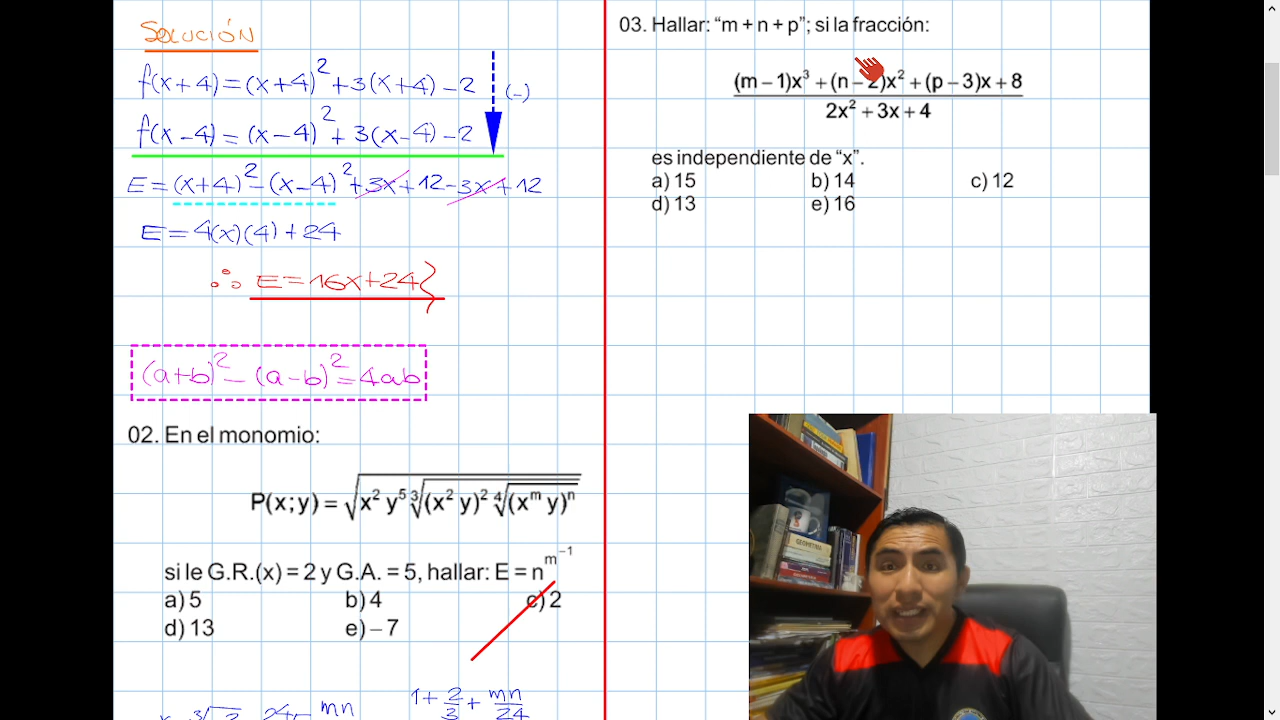 SOLUCIÓN
f(x+4)=(x+4)²+3(x+4)-2
(-)
f(x-4)=(x-4)²+3(x-4)-2
E=(x+4)²-(x-4)²+3x+12-3x+12
E=4(x)(4)+24
∴ E=16x+24
(a+b)²-(a-b)²=4ab
02. En el monomio:
P(x;y) = √(x² y⁵ ∛((x² y)² ∜((xᵐ y)ⁿ)))
si le G.R.(x) = 2 y G.A. = 5, hallar: E = n^m^-1
a) 5 b) 4 c) 2
d) 13 e) – 7
1+2/3+mn/24
mn
03. Hallar: “m + n + p”; si la fracción:
(m – 1)x³ + (n – 2)x² + (p – 3)x + 8
2x² + 3x + 4
es independiente de “x”.
a) 15 b) 14 c) 12
d) 13 e) 16
GEOMETRÍA